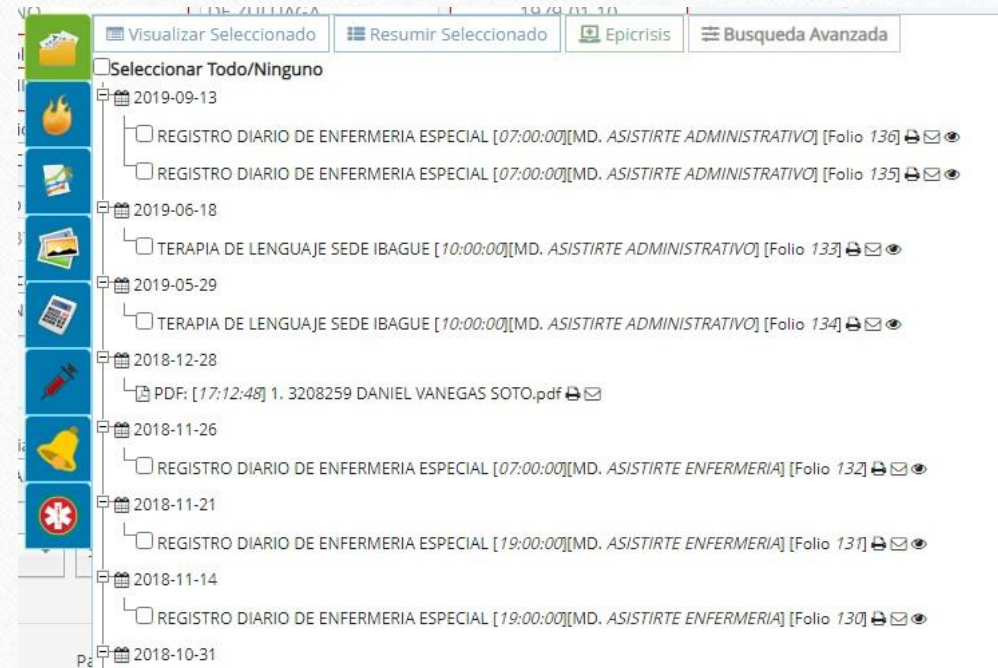 DE ZULUAGA
1979-01-10
Visualizar Seleccionado Resumir Seleccionado Epicrisis Busqueda Avanzada
Seleccionar Todo/Ninguno
2019-09-13
REGISTRO DIARIO DE ENFERMERIA ESPECIAL [07:00:00][MD. ASISTIRTE ADMINISTRATIVO] [Folio 136]
REGISTRO DIARIO DE ENFERMERIA ESPECIAL [07:00:00][MD. ASISTIRTE ADMINISTRATIVO] [Folio 135]
2019-06-18
TERAPIA DE LENGUAJE SEDE IBAGUE [10:00:00][MD. ASISTIRTE ADMINISTRATIVO] [Folio 133]
2019-05-29
TERAPIA DE LENGUAJE SEDE IBAGUE [10:00:00][MD. ASISTIRTE ADMINISTRATIVO] [Folio 134]
2018-12-28
PDF: [17:12:48] 1. 3208259 DANIEL VANEGAS SOTO.pdf
2018-11-26
REGISTRO DIARIO DE ENFERMERIA ESPECIAL [07:00:00][MD. ASISTIRTE ENFERMERIA] [Folio 132]
2018-11-21
REGISTRO DIARIO DE ENFERMERIA ESPECIAL [19:00:00][MD. ASISTIRTE ENFERMERIA] [Folio 131]
2018-11-14
REGISTRO DIARIO DE ENFERMERIA ESPECIAL [19:00:00][MD. ASISTIRTE ENFERMERIA] [Folio 130]
2018-10-31